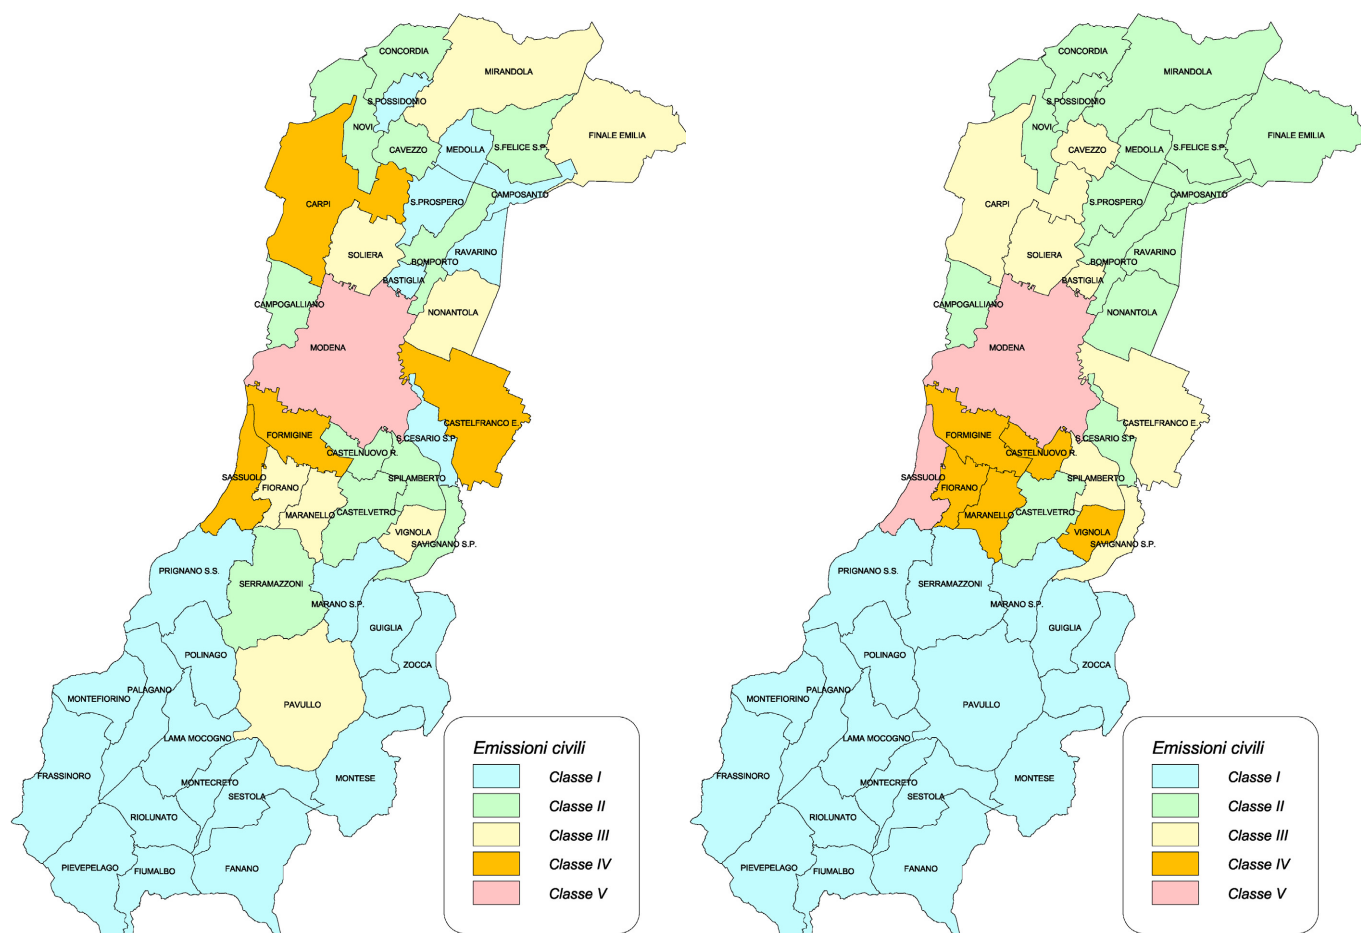 CONCORDIA
MIRANDOLA
S.POSSIDONIO
NOVI
FINALE EMILIA
CAVEZZO
MEDOLLA
S.FELICE S.P.
CAMPOSANTO
CARPI
S.PROSPERO
SOLIERA
RAVARINO
BOMPORTO
BASTIGLIA
CAMPOGALLIANO
NONANTOLA
MODENA
CASTELFRANCO E.
FORMIGINE
S.CESARIO S.P.
CASTELNUOVO R.
SASSUOLO
SPILAMBERTO
FIORANO
MARANELLO
CASTELVETRO
VIGNOLA
SAVIGNANO S.P.
PRIGNANO S.S.
SERRAMAZZONI
MARANO S.P.
GUIGLIA
POLINAGO
ZOCCA
PALAGANO
MONTEFIORINO
PAVULLO
LAMA MOCOGNO
FRASSINORO
MONTECRETO
MONTESE
SESTOLA
RIOLUNATO
PIEVEPELAGO
FIUMALBO
FANANO
Emissioni civili
Classe I
Classe II
Classe III
Classe IV
Classe V
CONCORDIA
MIRANDOLA
S.POSSIDONIO
NOVI
FINALE EMILIA
CAVEZZO
MEDOLLA
S.FELICE S.P.
CAMPOSANTO
CARPI
S.PROSPERO
SOLIERA
RAVARINO
BOMPORTO
BASTIGLIA
CAMPOGALLIANO
NONANTOLA
MODENA
CASTELFRANCO E.
FORMIGINE
S.CESARIO S.P.
CASTELNUOVO R.
SASSUOLO
SPILAMBERTO
FIORANO
MARANELLO
CASTELVETRO
VIGNOLA
SAVIGNANO S.P.
PRIGNANO S.S.
SERRAMAZZONI
MARANO S.P.
GUIGLIA
POLINAGO
ZOCCA
PALAGANO
MONTEFIORINO
PAVULLO
LAMA MOCOGNO
FRASSINORO
MONTECRETO
MONTESE
SESTOLA
RIOLUNATO
PIEVEPELAGO
FIUMALBO
FANANO
Emissioni civili
Classe I
Classe II
Classe III
Classe IV
Classe V